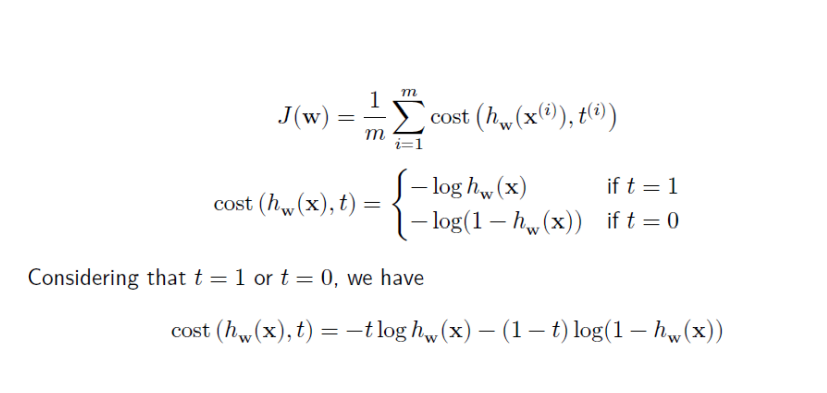 J(w) = 1/m ∑_{i=1}^{m} cost (h_w(x^{(i)}), t^{(i)})
cost (h_w(x), t) = { − log h_w(x) if t = 1
− log(1 − h_w(x)) if t = 0
Considering that t = 1 or t = 0, we have
cost (h_w(x), t) = −t log h_w(x) − (1 − t) log(1 − h_w(x))